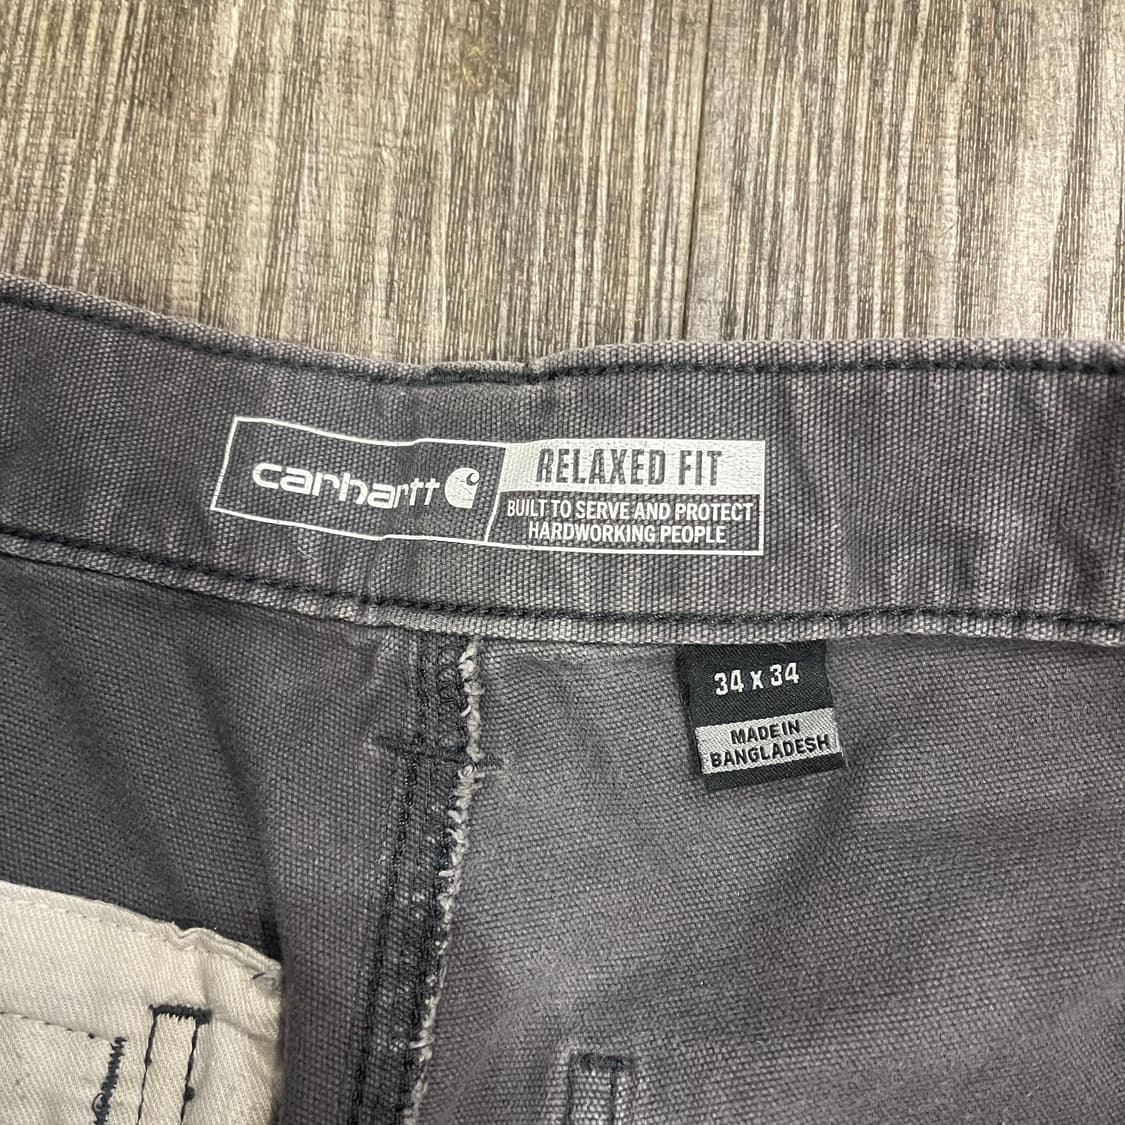 carhartt
RELAXED FIT
BUILT TO SERVE AND PROTECT
HARDWORKING PEOPLE
34 x 34
MADE IN
BANGLADESH